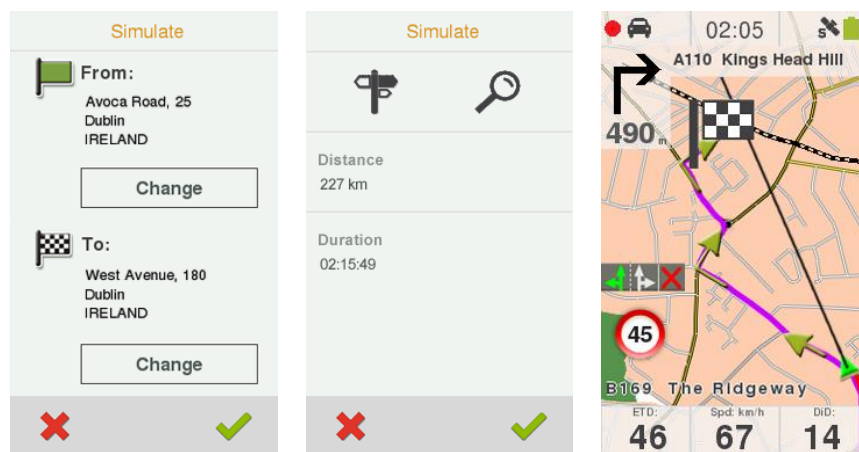 Simulate
From:
Avoca Road, 25
Dublin
IRELAND
Change
To:
West Avenue, 180
Dublin
IRELAND
Change
Simulate
Distance
227 km
Duration
02:15:49
02:05
S
A110 Kings Head Hill
490 m
45
B169 The Ridgeway
ETD: Spd: km/h DiD:
46 67 14